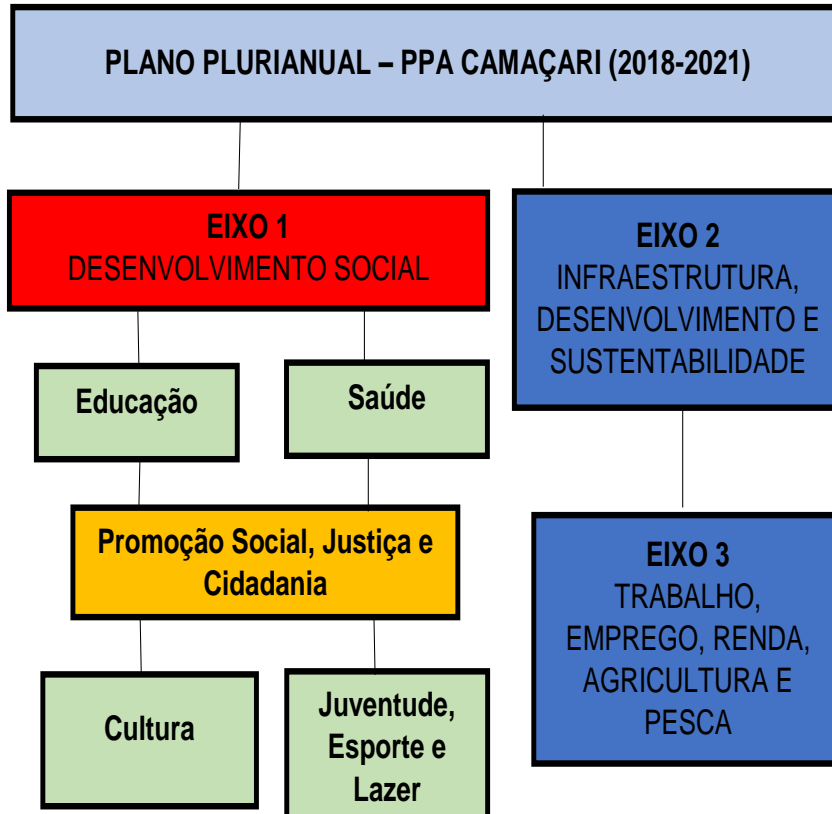 PLANO PLURIANUAL – PPA CAMAÇARI (2018-2021)
EIXO 1
DESENVOLVIMENTO SOCIAL
Educação
Saúde
Promoção Social, Justiça e
Cidadania
Cultura
Juventude,
Esporte e
Lazer
EIXO 2
INFRAESTRUTURA,
DESENVOLVIMENTO E
SUSTENTABILIDADE
EIXO 3
TRABALHO,
EMPREGO, RENDA,
AGRICULTURA E
PESCA